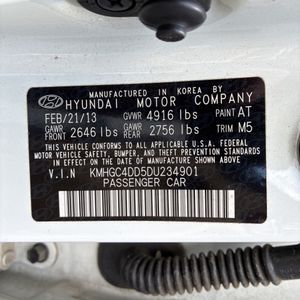 MANUFACTURED IN KOREA BY
HYUNDAI MOTOR COMPANY
FEB/21/13 GVWR 4916 lbs PAINT AT
GAWR FRONT 2646 lbs GAWR REAR 2756 lbs TRIM M5
THIS VEHICLE CONFORMS TO ALL APPLICABLE U.S.A. FEDERAL
MOTOR VEHICLE SAFETY, BUMPER, AND THEFT PREVENTION
STANDARDS IN EFFECT ON THE DATE OF MANUFACTURE SHOWN ABOVE.
V.I.N KMHGC4DD5DU234901
PASSENGER CAR